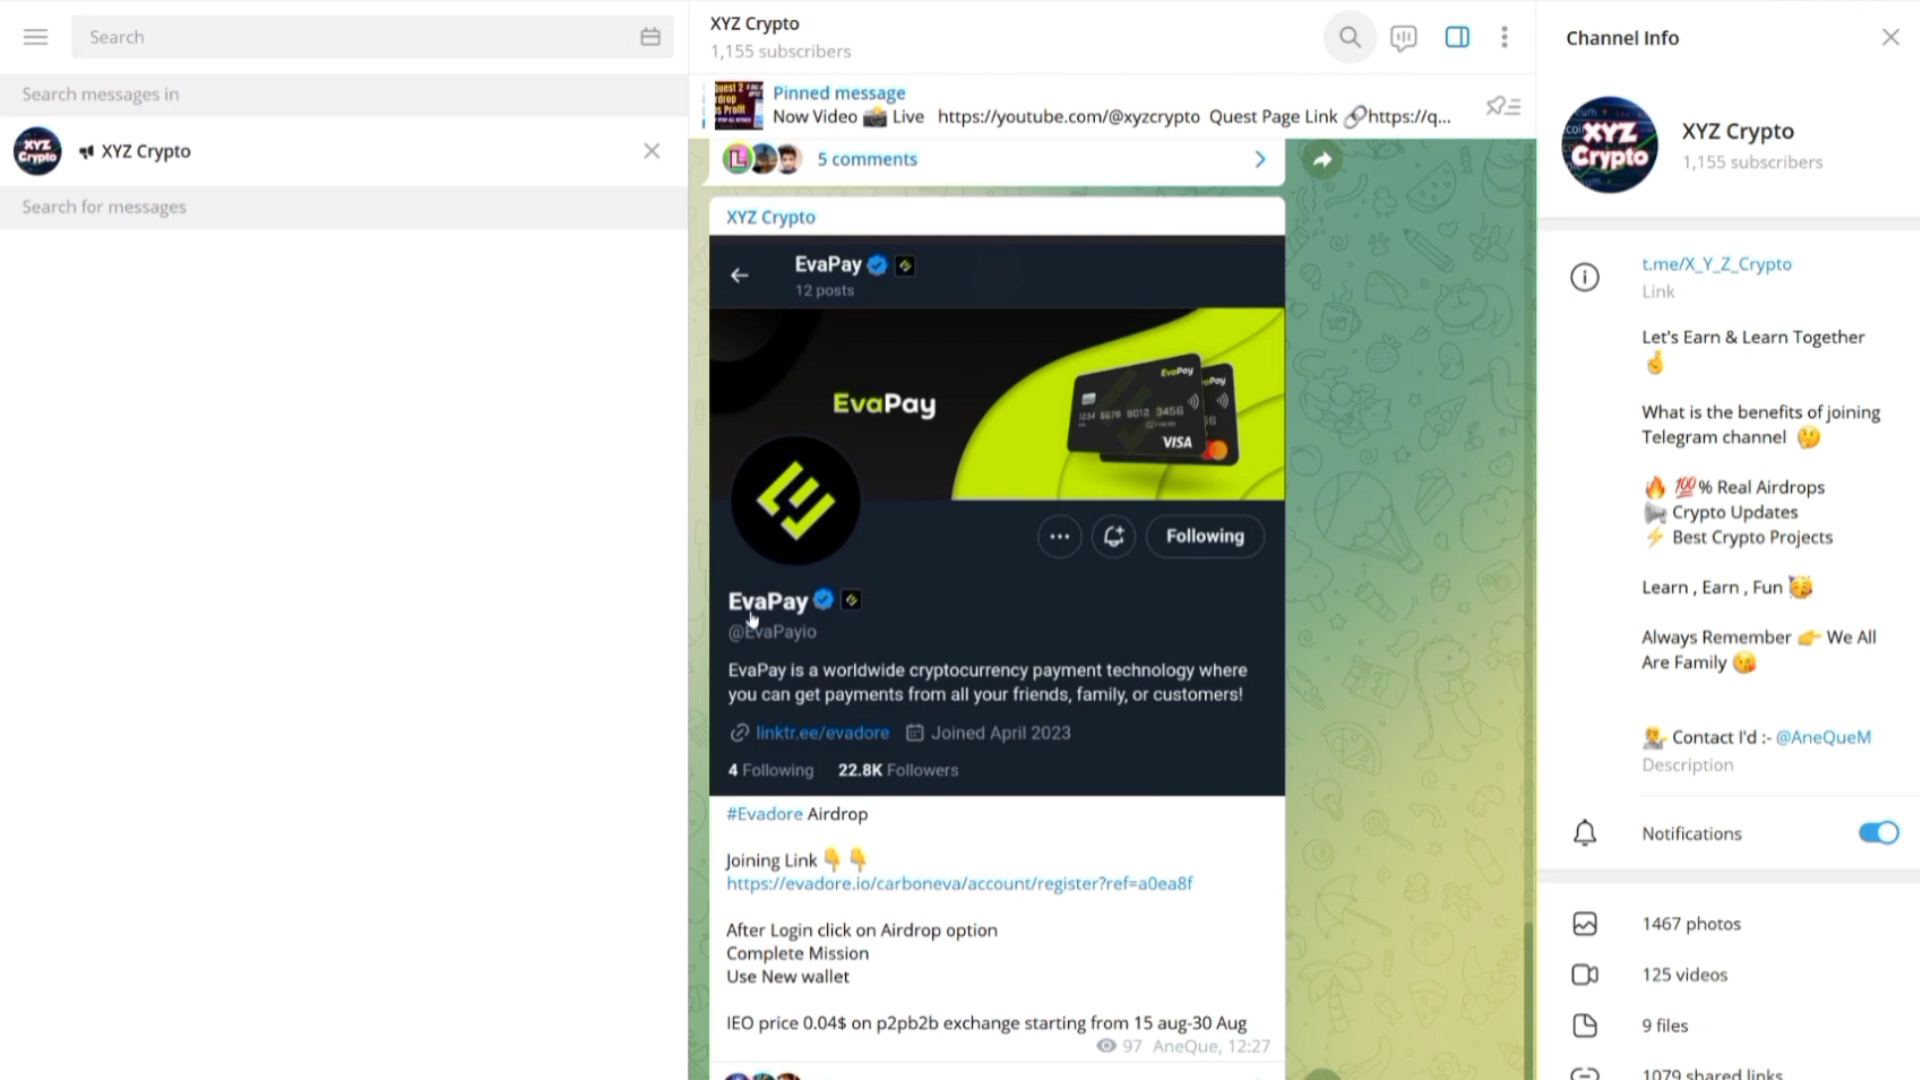 Search
Search messages in
XYZ Crypto
Search for messages
XYZ Crypto
1,155 subscribers
Pinned message
Now Video 📸 Live https://youtube.com/@xyzcrypto Quest Page Link 🔗https://q...
5 comments
XYZ Crypto
EvaPay
12 posts
EvaPay
EvaPay
VISA
Following
EvaPay
@EvaPayio
EvaPay is a worldwide cryptocurrency payment technology where
you can get payments from all your friends, family, or customers!
linktr.ee/evadore Joined April 2023
4 Following 22.8K Followers
#Evadore Airdrop
Joining Link 👇 👇
https://evadore.io/carboneva/account/register?ref=a0ea8f
After Login click on Airdrop option
Complete Mission
Use New wallet
IEO price 0.04$ on p2pb2b exchange starting from 15 aug-30 Aug
97 AneQue, 12:27
Channel Info
XYZ Crypto
XYZ Crypto
1,155 subscribers
t.me/X_Y_Z_Crypto
Link
Let's Earn & Learn Together
🤞
What is the benefits of joining
Telegram channel 🤔
🔥 💯% Real Airdrops
📢 Crypto Updates
⚡ Best Crypto Projects
Learn , Earn , Fun 🥳
Always Remember 👉 We All
Are Family 😘
👨‍💻 Contact I'd :- @AneQueM
Description
Notifications
1467 photos
125 videos
9 files
1079 shared links